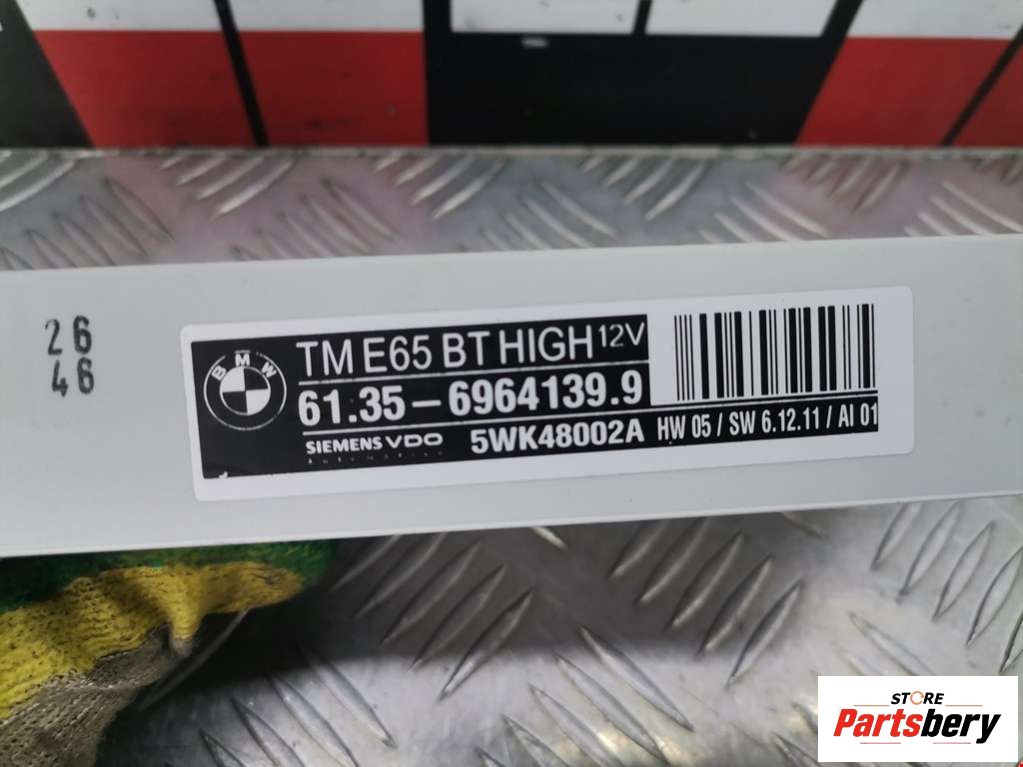 26
46
BMW
TM E65 BT HIGH 12V
61.35 – 6964139.9
SIEMENS VDO
Automotive
5WK48002A
HW 05 / SW 6.12.11 / AI 01
STORE
Partsbery